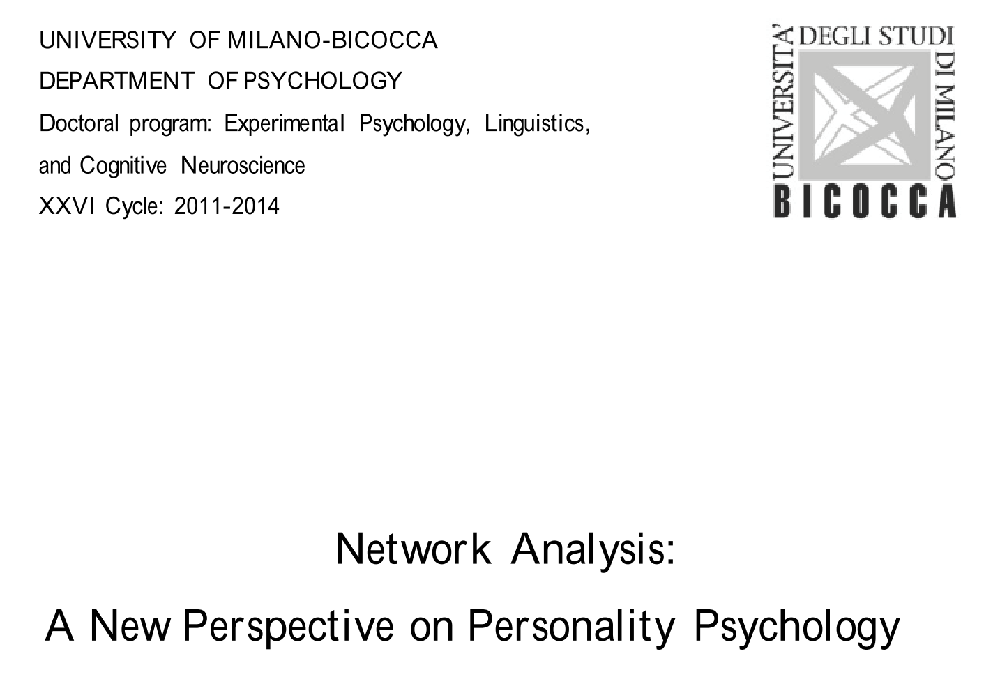 UNIVERSITY OF MILANO-BICOCCA
DEPARTMENT OF PSYCHOLOGY
Doctoral program: Experimental Psychology, Linguistics,
and Cognitive Neuroscience
XXVI Cycle: 2011-2014
UNIVERSITA' DEGLI STUDI DI MILANO
BICOCCA
Network Analysis:
A New Perspective on Personality Psychology